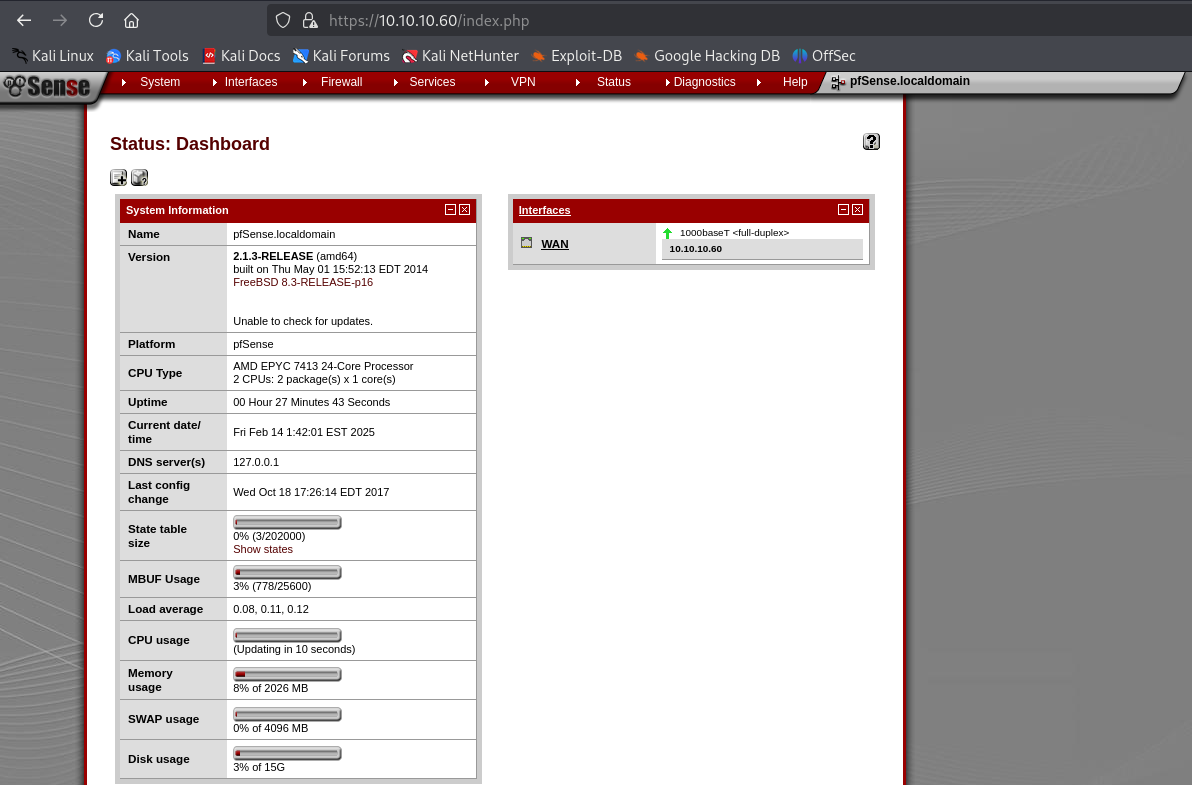 https://10.10.10.60/index.php
Kali Linux Kali Tools Kali Docs Kali Forums Kali NetHunter Exploit-DB Google Hacking DB OffSec
Sense System Interfaces Firewall Services VPN Status Diagnostics Help pfSense.localdomain
Status: Dashboard
System Information
Name pfSense.localdomain
Version 2.1.3-RELEASE (amd64)
built on Thu May 01 15:52:13 EDT 2014
FreeBSD 8.3-RELEASE-p16
Unable to check for updates.
Platform pfSense
CPU Type AMD EPYC 7413 24-Core Processor
2 CPUs: 2 package(s) x 1 core(s)
Uptime 00 Hour 27 Minutes 43 Seconds
Current date/
time Fri Feb 14 1:42:01 EST 2025
DNS server(s) 127.0.0.1
Last config
change Wed Oct 18 17:26:14 EDT 2017
State table
size
0% (3/202000)
Show states
MBUF Usage
3% (778/25600)
Load average 0.08, 0.11, 0.12
CPU usage
(Updating in 10 seconds)
Memory
usage
8% of 2026 MB
SWAP usage
0% of 4096 MB
Disk usage
3% of 15G
Interfaces
WAN
1000baseT <full-duplex>
10.10.10.60